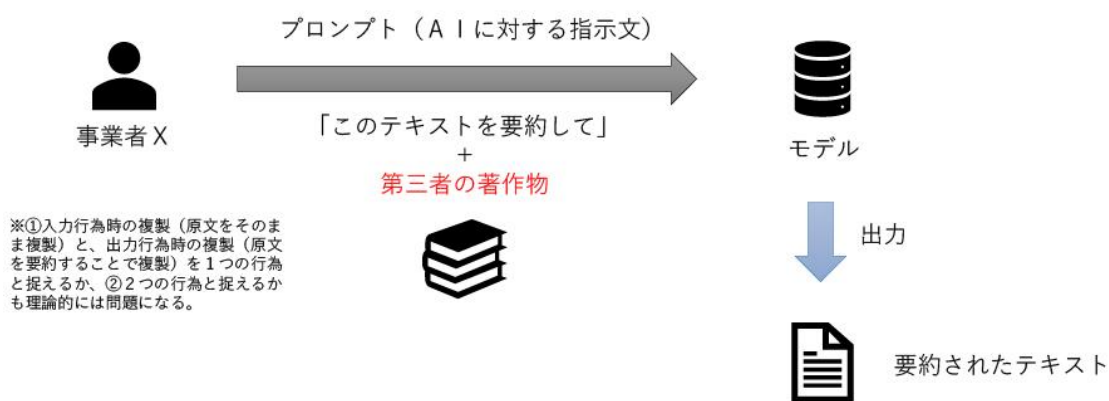 プロンプト（ＡＩに対する指示文）
事業者Ｘ
「このテキストを要約して」
+
第三者の著作物
モデル
※①入力行為時の複製（原文をそのま
ま複製）と、出力行為時の複製（原文
を要約することで複製）を１つの行為
と捉えるか、②２つの行為と捉えるか
も理論的には問題になる。
出力
要約されたテキスト